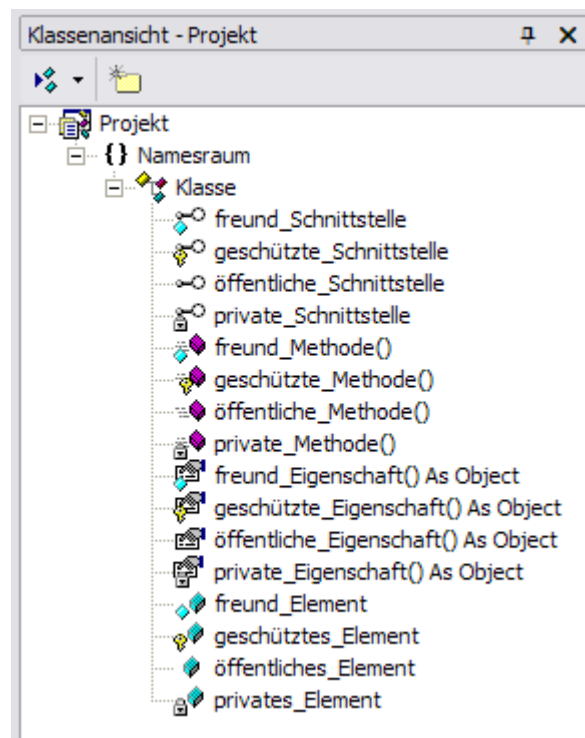 Klassenansicht - Projekt
Projekt
{} Namesraum
Klasse
freund_Schnittstelle
geschützte_Schnittstelle
öffentliche_Schnittstelle
private_Schnittstelle
freund_Methode()
geschützte_Methode()
öffentliche_Methode()
private_Methode()
freund_Eigenschaft() As Object
geschützte_Eigenschaft() As Object
öffentliche_Eigenschaft() As Object
private_Eigenschaft() As Object
freund_Element
geschütztes_Element
öffentliches_Element
privates_Element